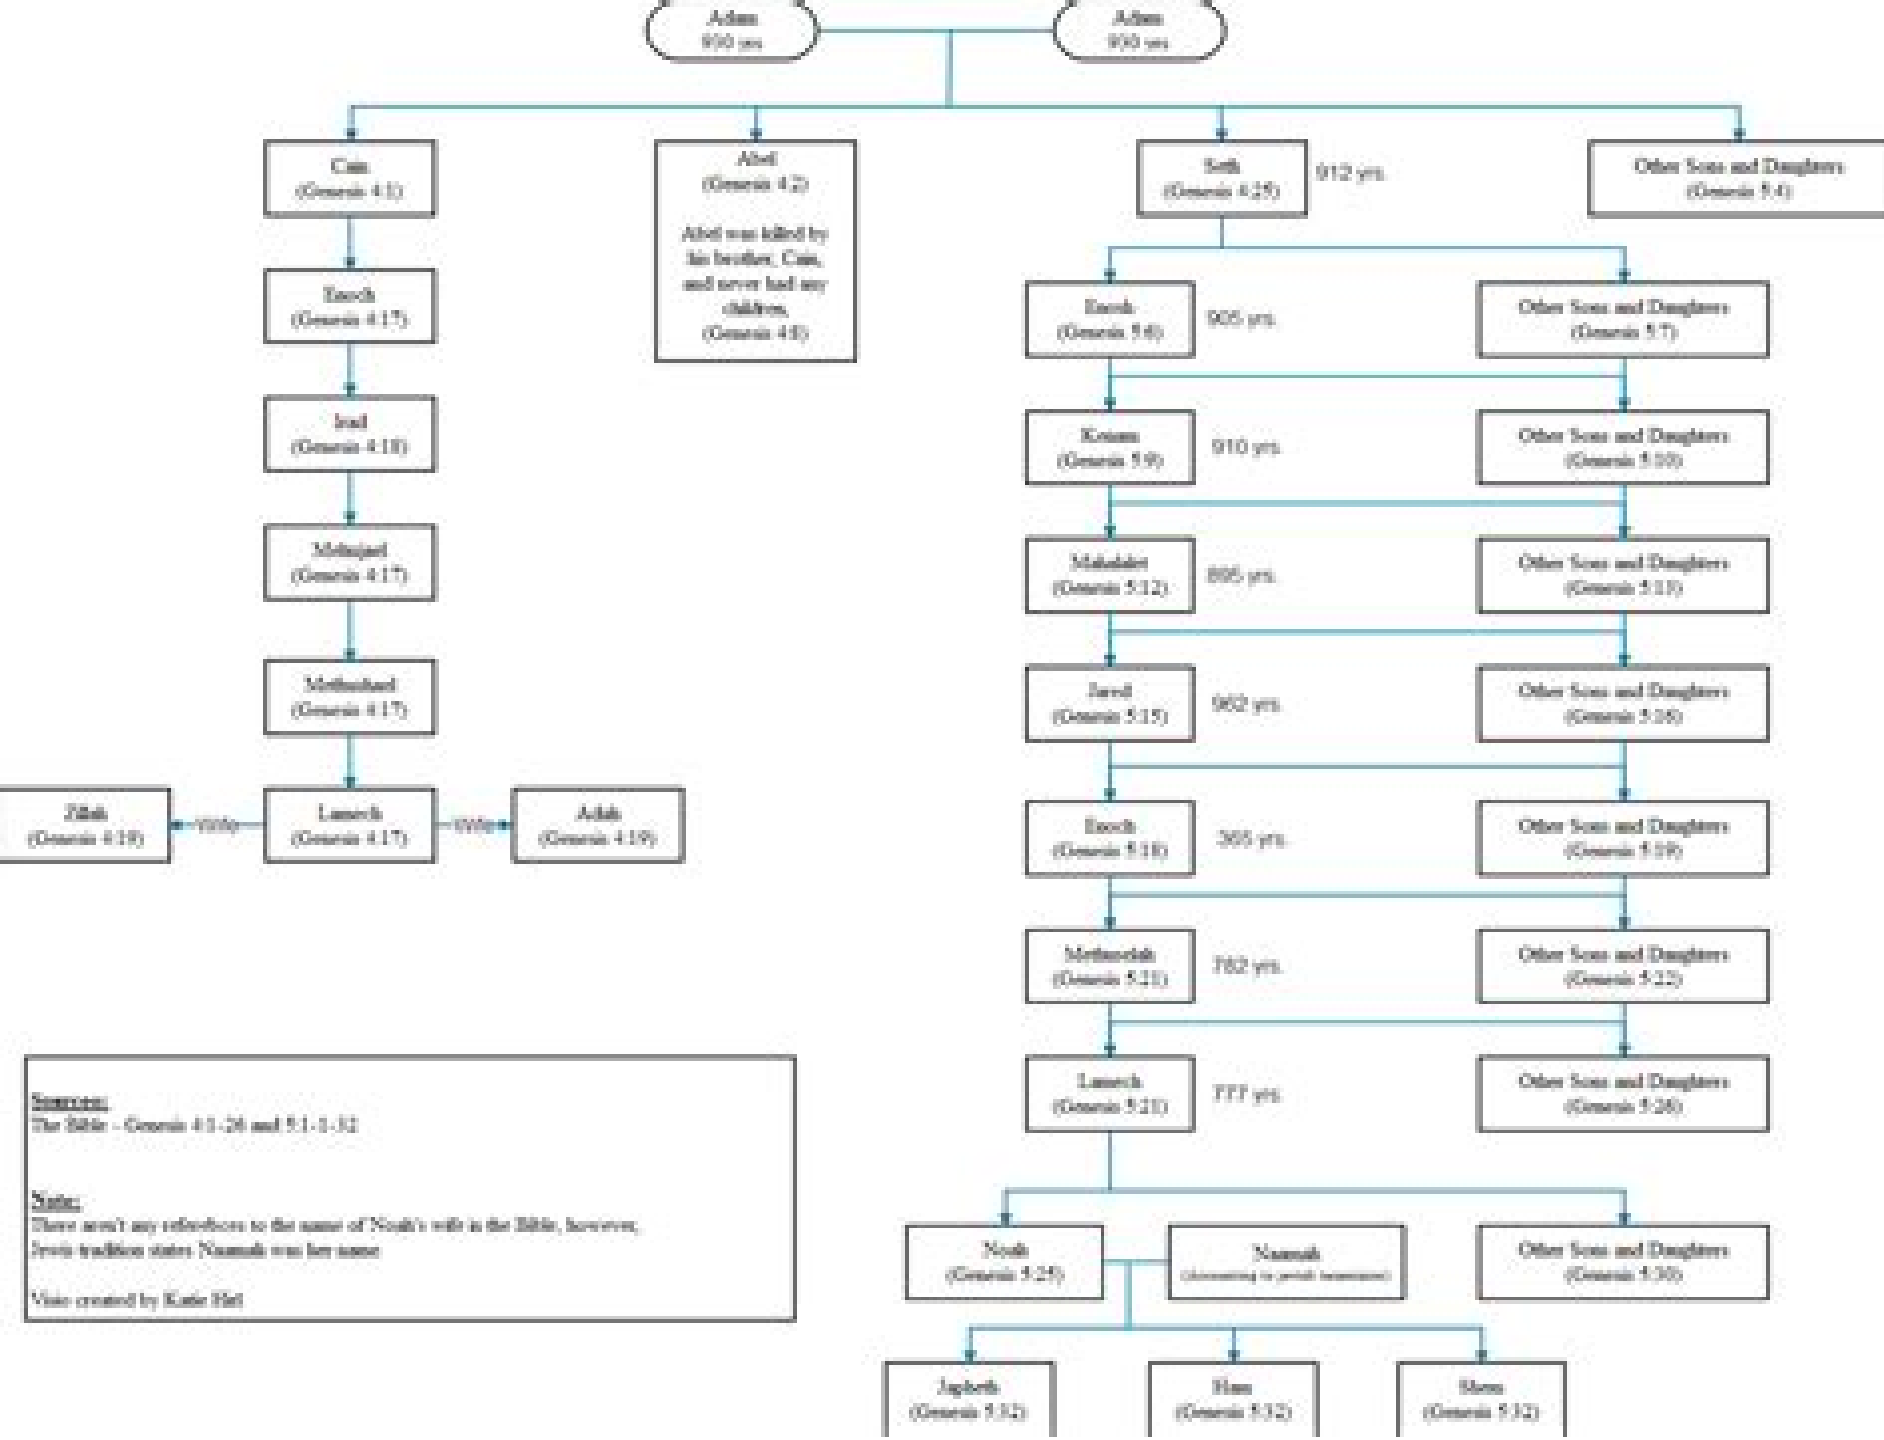 Adam
930 yrs
Adam
930 yrs
Cain
(Genesis 4:1)
Abel
(Genesis 4:2)
Abel was killed by
his brother, Cain,
and never had any
children.
(Genesis 4:8)
Seth
(Genesis 4:25)
912 yrs
Other Sons and Daughters
(Genesis 5:4)
Enoch
(Genesis 4:17)
(Genesis 5:6)
905 yrs
Other Sons and Daughters
(Genesis 5:7)
Irad
(Genesis 4:18)
(Genesis 5:9)
910 yrs
Other Sons and Daughters
(Genesis 5:10)
Mehujael
(Genesis 4:17)
(Genesis 5:12)
895 yrs
Other Sons and Daughters
(Genesis 5:13)
Methushael
(Genesis 4:17)
Jared
(Genesis 5:15)
962 yrs
Other Sons and Daughters
(Genesis 5:16)
Zillah
(Genesis 4:19)
Wife
Lamech
(Genesis 4:17)
Wife
Adah
(Genesis 4:19)
Enoch
(Genesis 5:18)
365 yrs
Other Sons and Daughters
(Genesis 5:19)
(Genesis 5:21)
782 yrs
Other Sons and Daughters
(Genesis 5:22)
Lamech
(Genesis 5:21)
777 yrs
Other Sons and Daughters
(Genesis 5:26)
Sources:
The Bible - Genesis 4:1-26 and 5:1-1-32
Note:
There aren't any references to the name of Noah's wife in the Bible, however,
tradition states Naamah was her name
Visio created by Katie
Noah
(Genesis 5:25)
Naamah
Other Sons and Daughters
(Genesis 5:30)
Japheth
(Genesis 5:32)
Ham
(Genesis 5:32)
Shem
(Genesis 5:32)